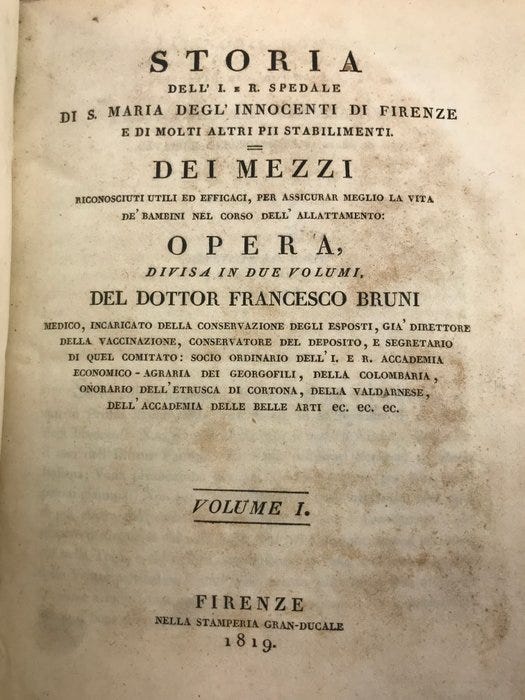 STORIA
DELL' I. E R. SPEDALE
DI S. MARIA DEGL' INNOCENTI DI FIRENZE
E DI MOLTI ALTRI PII STABILIMENTI.
DEI MEZZI
RICONOSCIUTI UTILI ED EFFICACI, PER ASSICURAR MEGLIO LA VITA
DE' BAMBINI NEL CORSO DELL' ALLATTAMENTO:
OPERA,
DIVISA IN DUE VOLUMI,
DEL DOTTOR FRANCESCO BRUNI
MEDICO, INCARICATO DELLA CONSERVAZIONE DEGLI ESPOSTI, GIA' DIRETTORE
DELLA VACCINAZIONE, CONSERVATORE DEL DEPOSITO, E SEGRETARIO
DI QUEL COMITATO: SOCIO ORDINARIO DELL' I. E R. ACCADEMIA
ECONOMICO-AGRARIA DEI GEORGOFILI, DELLA COLOMBARIA,
ONORARIO DELL'ETRUSCA DI CORTONA, DELLA VALDARNESE,
DELL'ACCADEMIA DELLE BELLE ARTI ec. ec. ec.
VOLUME I.
FIRENZE
NELLA STAMPERIA GRAN-DUCALE
1819.